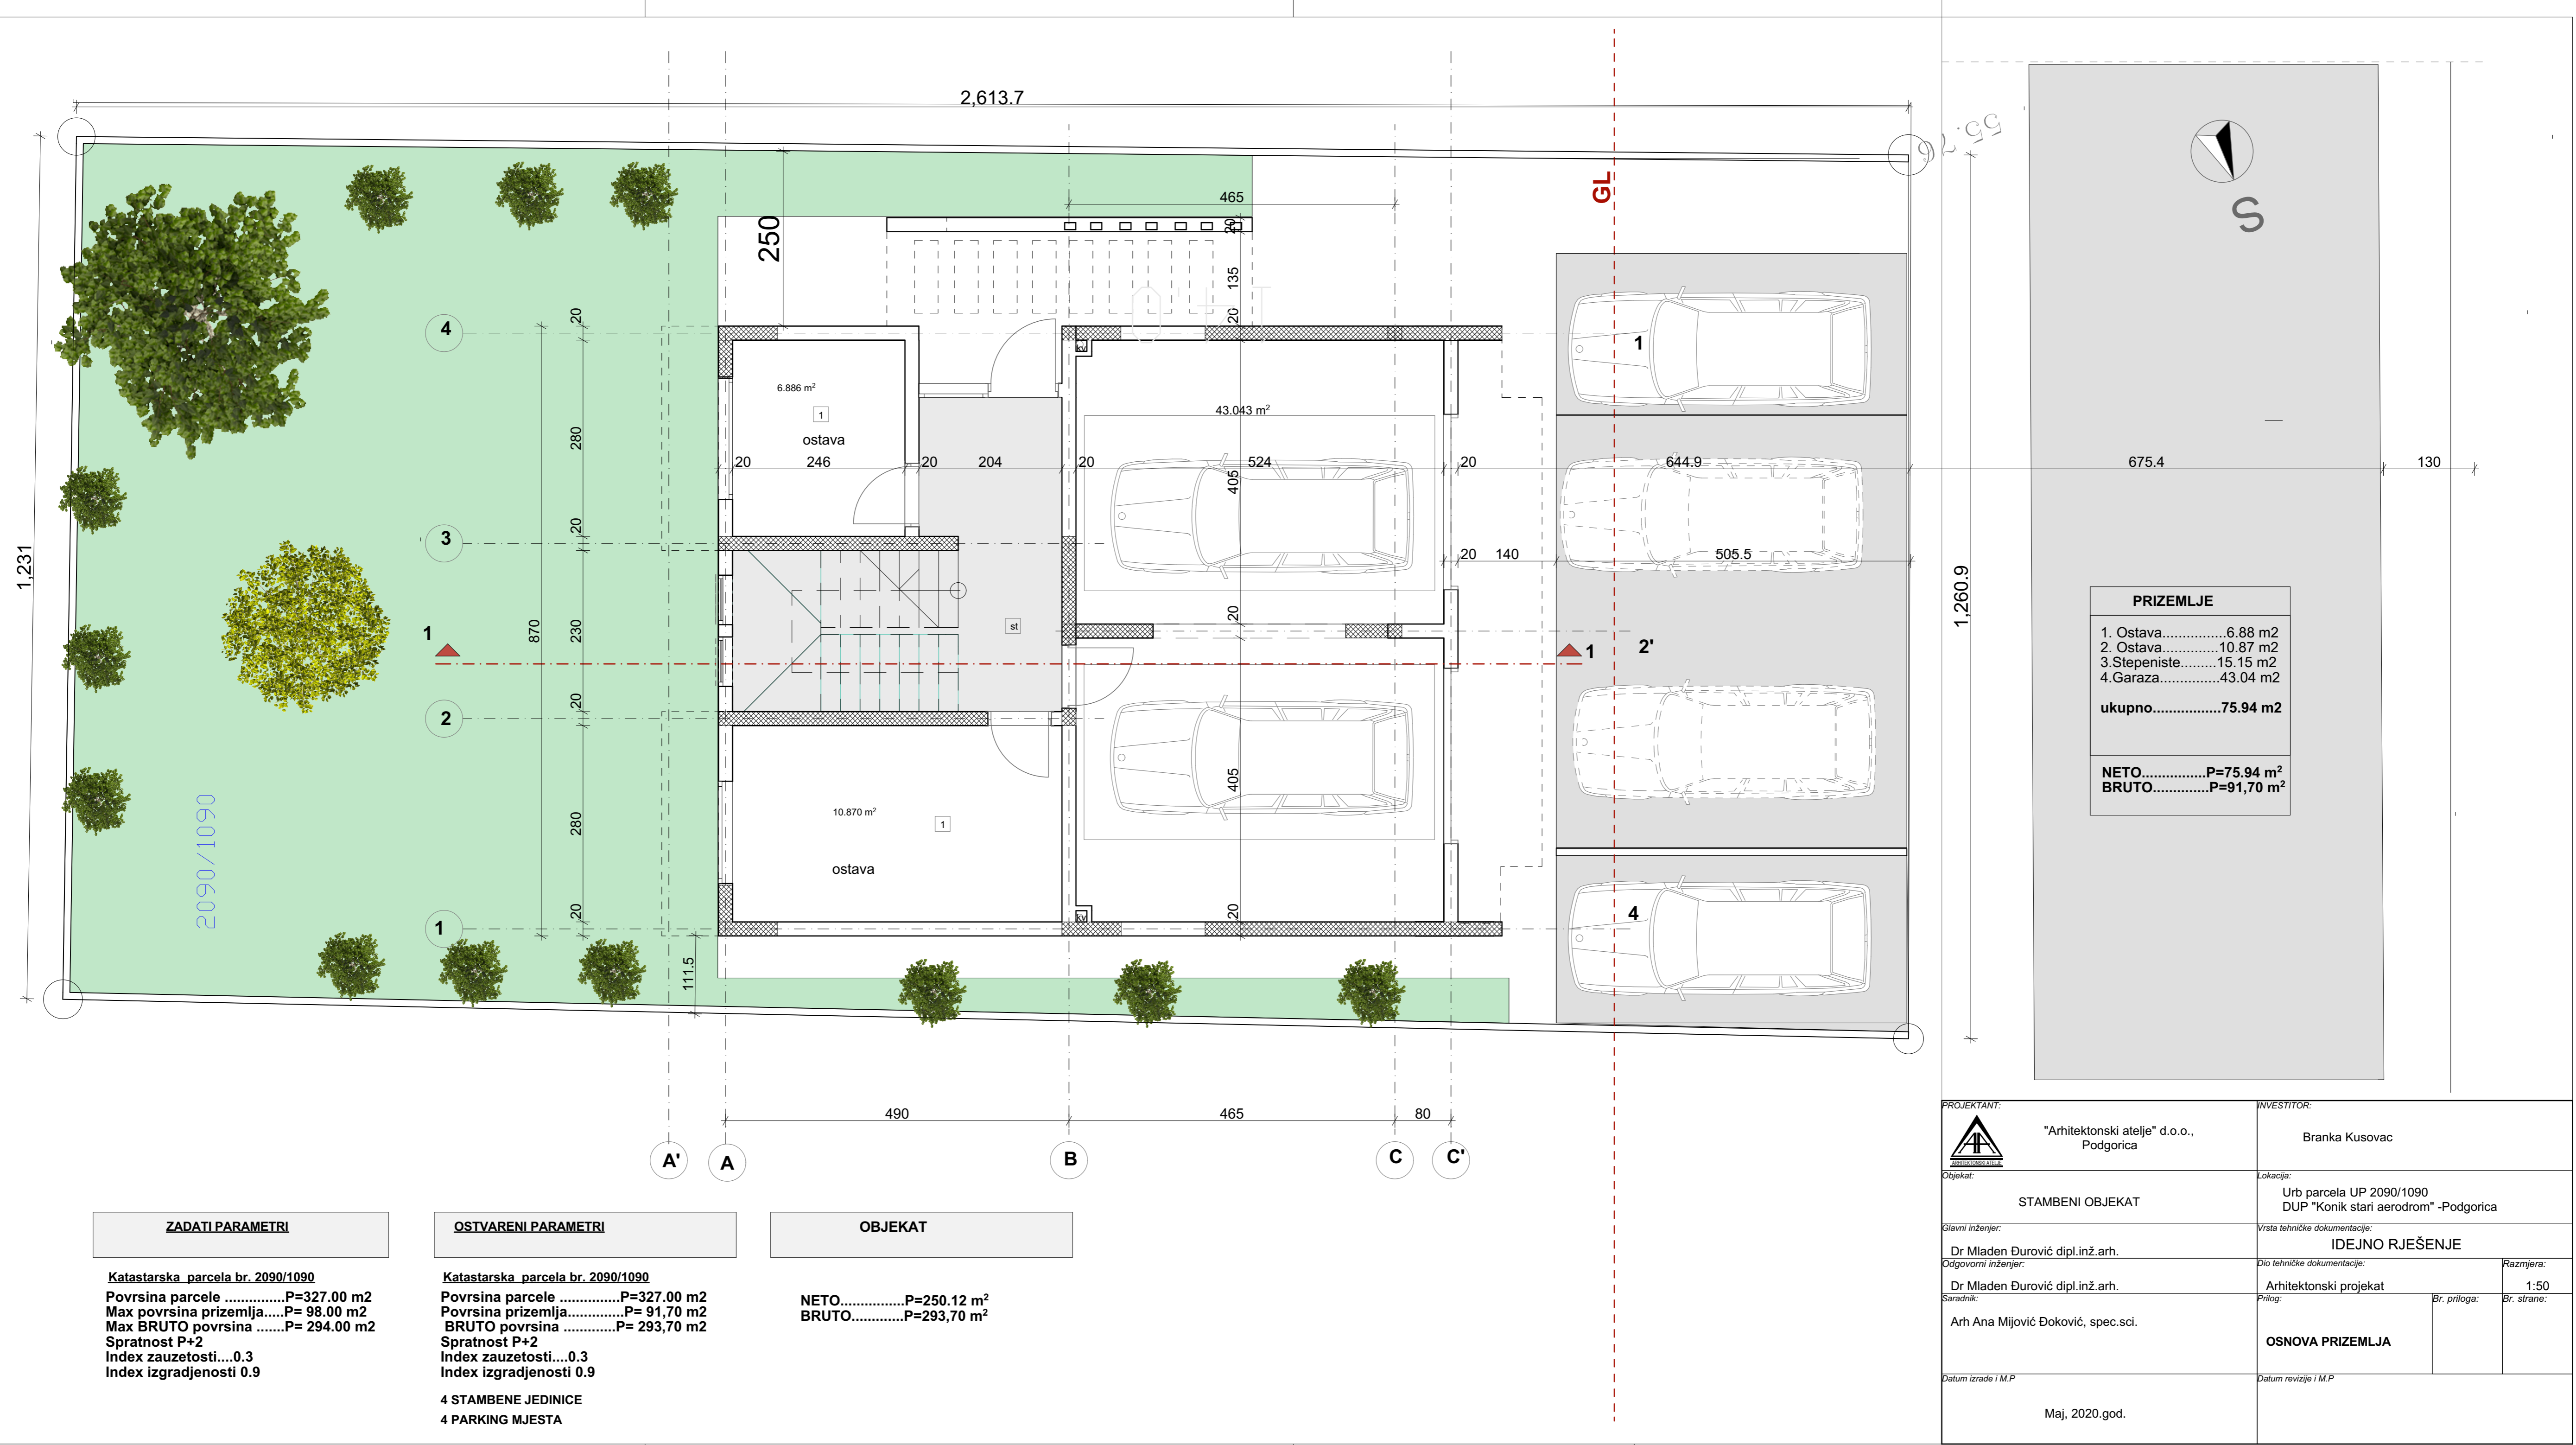 2,613.7
55.76
GL
S
465
250
20
135
20
4
20
kv
1
6.886 m²
1
ostava
43.043 m²
280
20
246
20
204
20
524
20
644.9
675.4
130
405
3
20
20
140
505.5
1,231
1,260.9
870
230
20
st
1
1
2'
2
20
2090/1090
10.870 m²
1
ostava
280
405
20
20
kv
1
4
111.5
PRIZEMLJE
1. Ostava................6.88 m2
2. Ostava..............10.87 m2
3.Stepeniste.........15.15 m2
4.Garaza...............43.04 m2
ukupno.................75.94 m2
NETO................P=75.94 m²
BRUTO..............P=91,70 m²
490
465
80
A'
A
B
C
C'
ZADATI PARAMETRI
Katastarska parcela br. 2090/1090
Povrsina parcele ...............P=327.00 m2
Max povrsina prizemlja.....P= 98.00 m2
Max BRUTO povrsina .......P= 294.00 m2
Spratnost P+2
Index zauzetosti....0.3
Index izgradjenosti 0.9
OSTVARENI PARAMETRI
Katastarska parcela br. 2090/1090
Povrsina parcele ...............P=327.00 m2
Povrsina prizemlja..............P= 91,70 m2
BRUTO povrsina .............P= 293,70 m2
Spratnost P+2
Index zauzetosti....0.3
Index izgradjenosti 0.9
4 STAMBENE JEDINICE
4 PARKING MJESTA
OBJEKAT
NETO................P=250.12 m²
BRUTO.............P=293,70 m²
PROJEKTANT:
ARHITEKTONSKI ATELJE
"Arhitektonski atelje" d.o.o.,
Podgorica
INVESTITOR:
Branka Kusovac
Objekat:
STAMBENI OBJEKAT
Lokacija:
Urb parcela UP 2090/1090
DUP "Konik stari aerodrom" -Podgorica
Glavni inženjer:
Dr Mladen Đurović dipl.inž.arh.
Vrsta tehničke dokumentacije:
IDEJNO RJEŠENJE
Odgovorni inženjer:
Dr Mladen Đurović dipl.inž.arh.
Dio tehničke dokumentacije:
Arhitektonski projekat
Razmjera:
1:50
Saradnik:
Arh Ana Mijović Đoković, spec.sci.
Prilog:
OSNOVA PRIZEMLJA
Br. priloga:
Br. strane:
Datum izrade i M.P
Maj, 2020.god.
Datum revizije i M.P